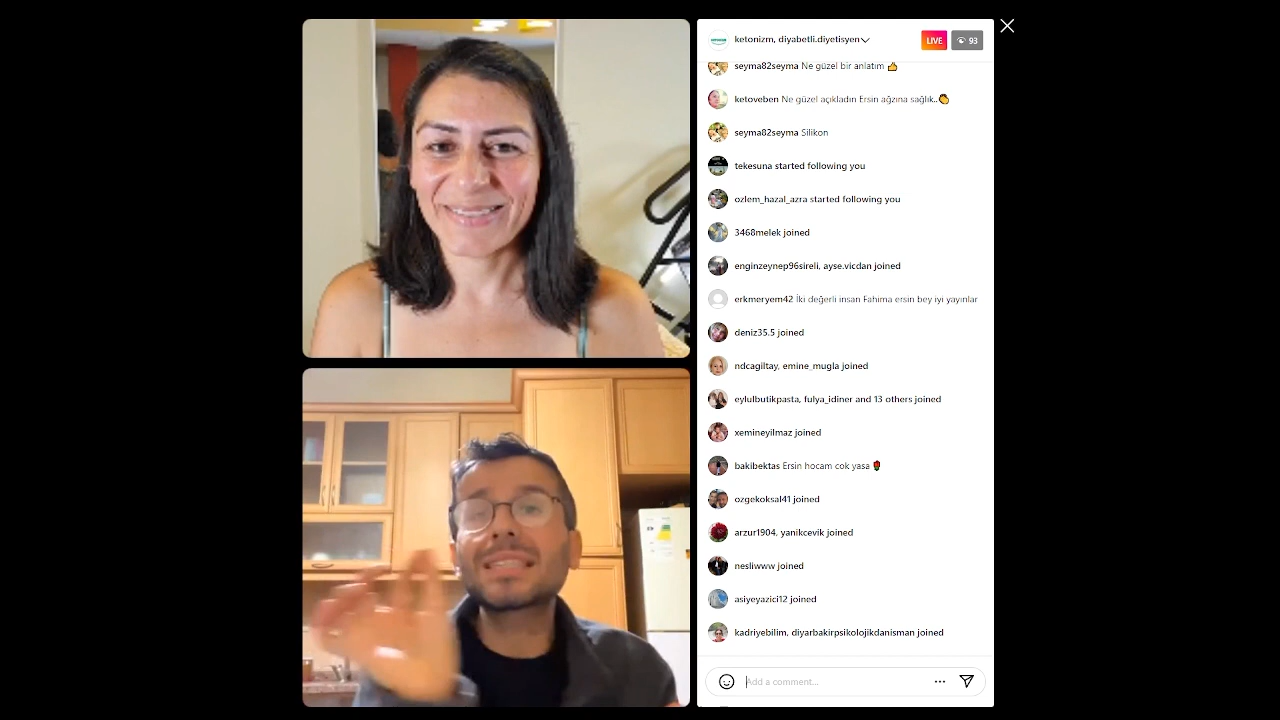 ketonizm, diyabetli.diyetisyen
LIVE
93
seyma82seyma Ne güzel bir anlatım 👍
ketoveben Ne güzel açıkladın Ersin ağzına sağlık..👏
seyma82seyma Silikon
tekesuna started following you
ozlem_hazal_azra started following you
3468melek joined
enginzeynep96sireli, ayse.vicdan joined
erkmeryem42 İki değerli insan Fahima ersin bey iyi yayınlar
deniz35.5 joined
ndcagiltay, emine_mugla joined
eylulbutikpasta, fulya_idiner and 13 others joined
xemineyilmaz joined
bakibektas Ersin hocam cok yasa 🌹
ozgekoksal41 joined
arzur1904, yanikcevik joined
nesliwww joined
asiyeyazici12 joined
kadriyebilim, diyarbakirpsikolojikdanisman joined
Add a comment...